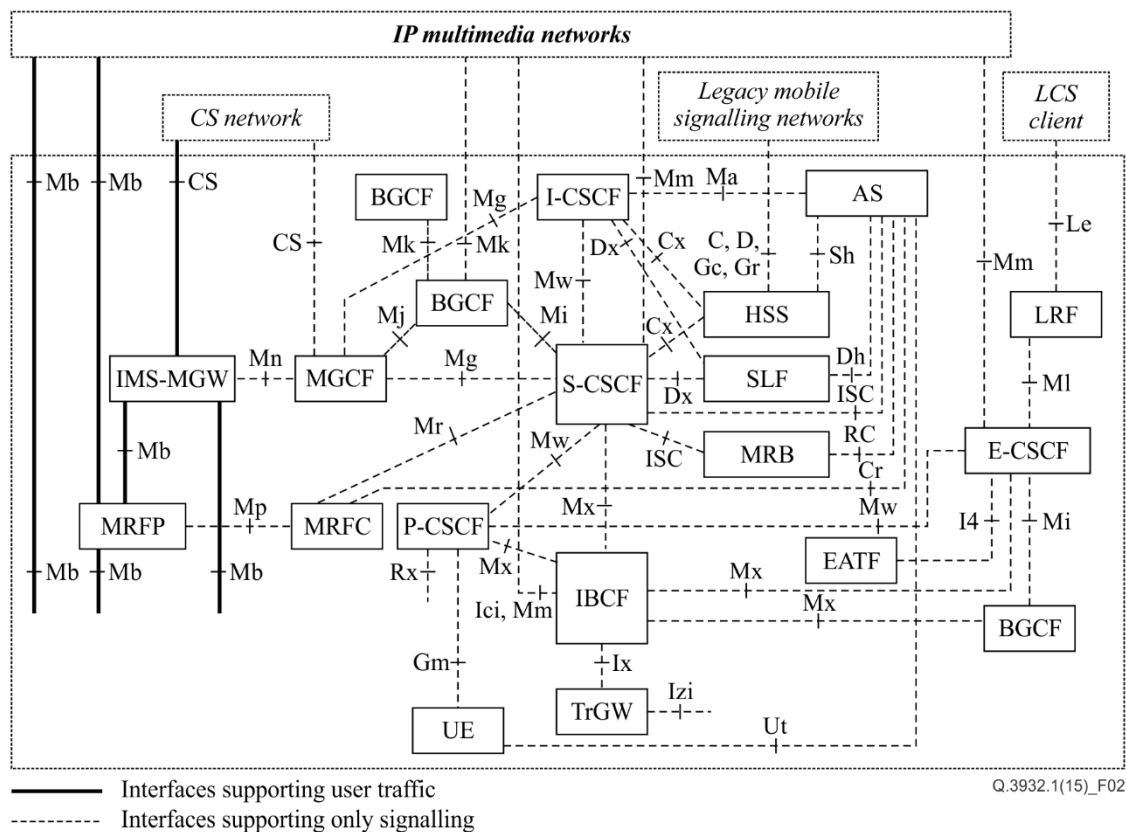 IP multimedia networks
CS network
Legacy mobile
signalling networks
LCS
client
Mb
Mb
CS
BGCF
Mg
I-CSCF
Mm
Ma
AS
CS
Mk
Mk
Dx
Cx
C, D,
Gc, Gr
Sh
Le
Mm
Mw
BGCF
HSS
LRF
Mj
Mi
Cx
IMS-MGW
Mn
MGCF
Mg
S-CSCF
Dx
SLF
Dh
ISC
Ml
Mr
Mw
ISC
MRB
RC
E-CSCF
Mb
Cr
MRFP
Mp
MRFC
P-CSCF
Mx
Mw
I4
Mi
Mb
Mb
Mb
Rx
Mx
EATF
Ici, Mm
IBCF
Mx
Mx
BGCF
Gm
Ix
TrGW
Izi
UE
Ut
Interfaces supporting user traffic
Q.3932.1(15)_F02
Interfaces supporting only signalling